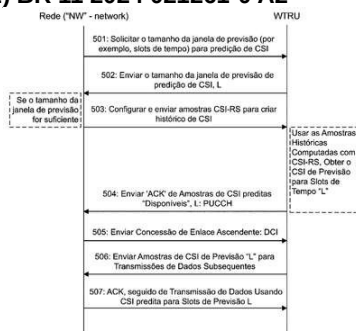 BR 11 2024 021261-6 A2
Rede ("NW" - network)
WTRU
501: Solicitar o tamanho da janela de previsão (por
exemplo, slots de tempo) para predição de CSI
502: Enviar o tamanho da janela de previsão de
predição de CSI, L
Se o tamanho da
janela de previsão
for suficiente
503: Configurar e enviar amostras CSI-RS para criar
histórico de CSI
Usar as Amostras
Históricas
Computadas com
CSI-RS, Obter o
CSI de Previsão
para Slots de
Tempo "L"
504: Enviar 'ACK' de Amostras de CSI preditas
"Disponíveis", L: PUCCH
505: Enviar Concessão de Enlace Ascendente: DCI
506: Enviar Amostras de CSI de Previsão "L" para
Transmissões de Dados Subsequentes
507: ACK, seguido de Transmissão de Dados Usando
CSI predita para Slots de Previsão L